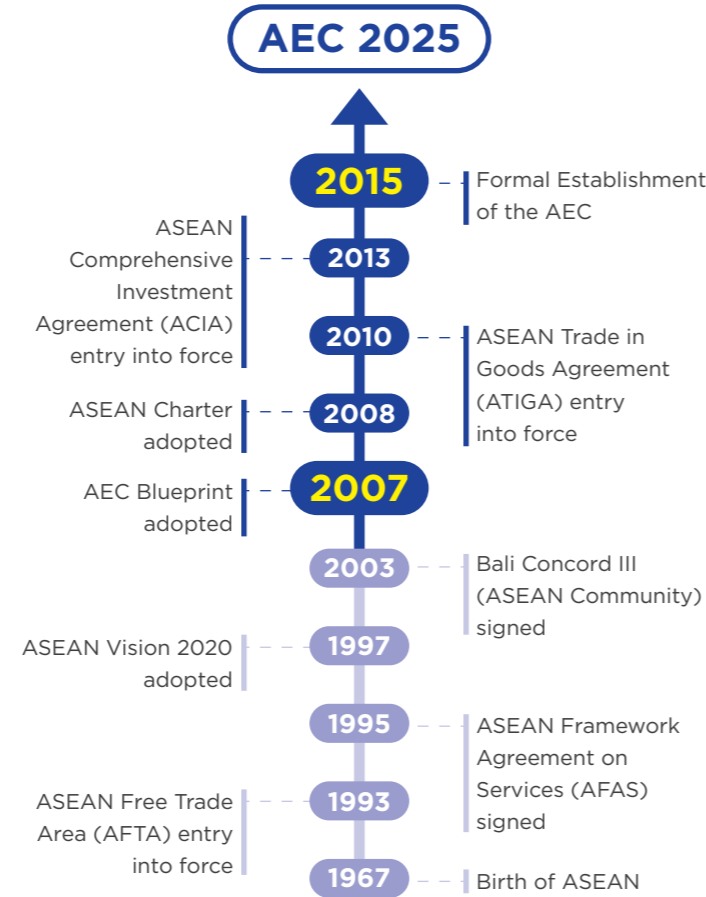 AEC 2025
2015
Formal Establishment
of the AEC
ASEAN
Comprehensive
Investment
Agreement (ACIA)
entry into force
2013
2010
ASEAN Trade in
Goods Agreement
(ATIGA) entry
into force
ASEAN Charter
adopted
2008
AEC Blueprint
adopted
2007
2003
Bali Concord III
(ASEAN Community)
signed
ASEAN Vision 2020
adopted
1997
1995
ASEAN Framework
Agreement on
Services (AFAS)
signed
ASEAN Free Trade
Area (AFTA) entry
into force
1993
1967
Birth of ASEAN